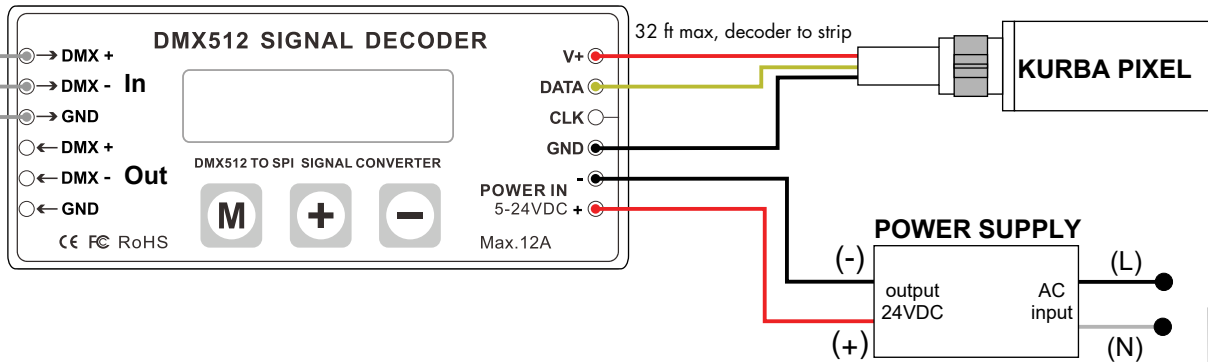 DMX512 SIGNAL DECODER
32 ft max, decoder to strip
DMX +
DMX - In
GND
DMX +
DMX - Out
GND
CE FC RoHS
DMX512 TO SPI SIGNAL CONVERTER
M + −
V+
DATA
CLK
GND
-
POWER IN
5-24VDC +
Max.12A
KURBA PIXEL
POWER SUPPLY
(-)
(+)
output
24VDC
AC
input
(L)
(N)